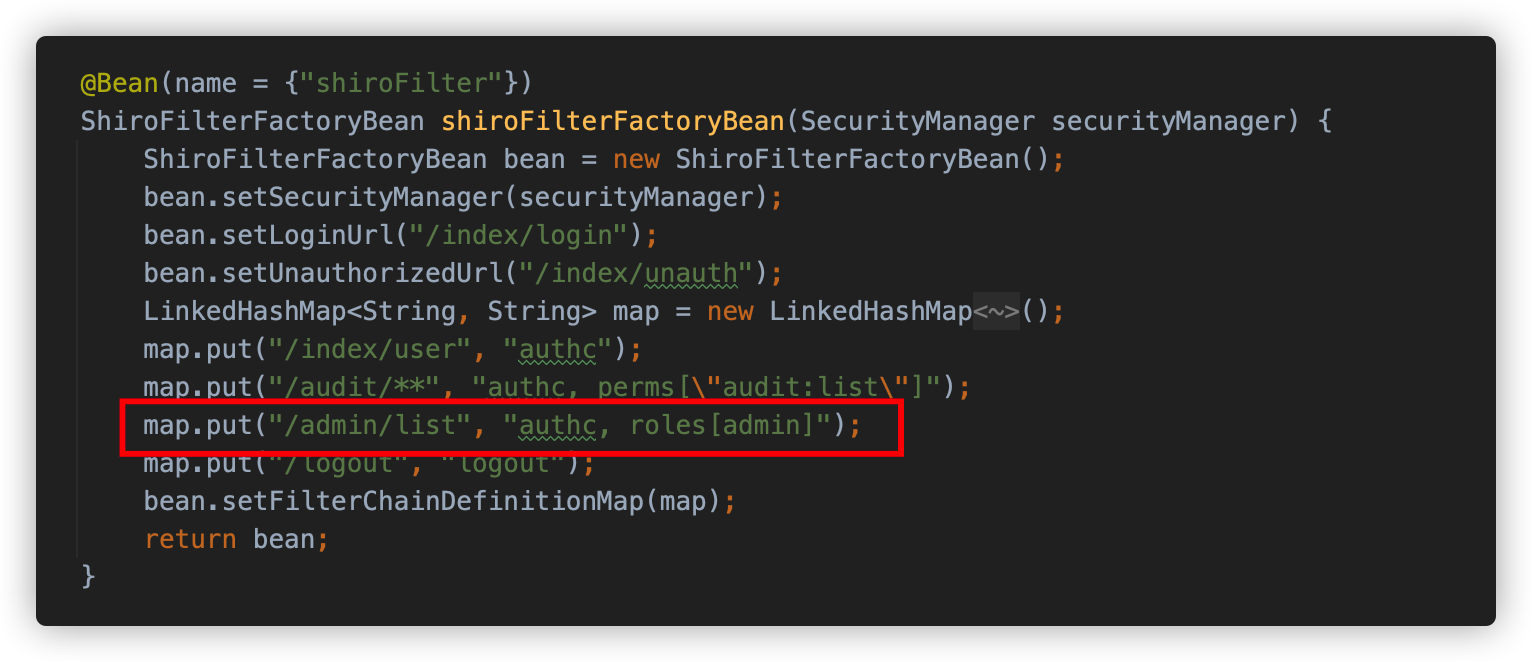 @Bean(name = {"shiroFilter"})
ShiroFilterFactoryBean shiroFilterFactoryBean(SecurityManager securityManager) {
    ShiroFilterFactoryBean bean = new ShiroFilterFactoryBean();
    bean.setSecurityManager(securityManager);
    bean.setLoginUrl("/index/login");
    bean.setUnauthorizedUrl("/index/unauth");
    LinkedHashMap<String, String> map = new LinkedHashMap<~>();
    map.put("/index/user", "authc");
    map.put("/audit/**", "authc, perms[\"audit:list\"]");
    map.put("/admin/list", "authc, roles[admin]");
    map.put("/logout", "logout");
    bean.setFilterChainDefinitionMap(map);
    return bean;
}